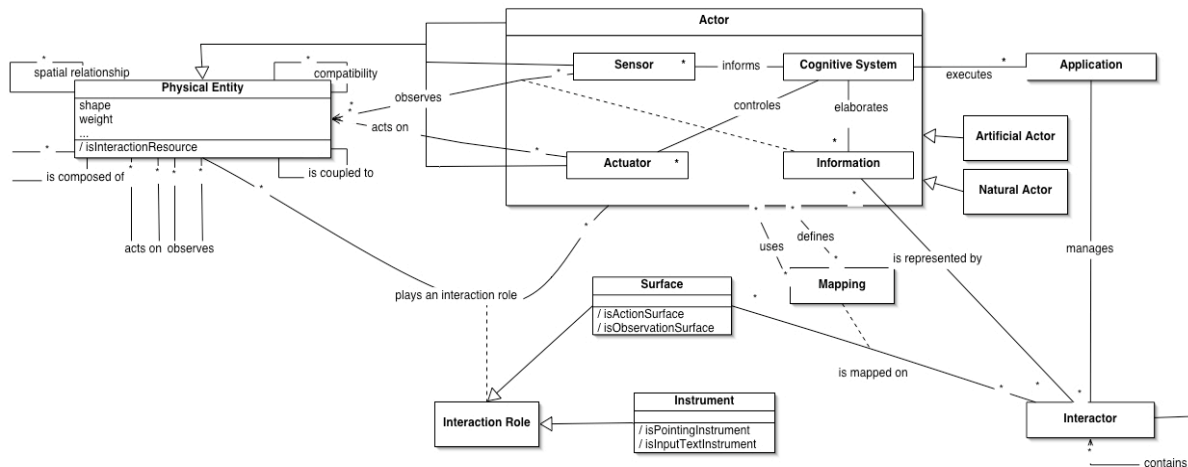 Actor
*
spatial relationship
*
compatibility
Physical Entity
shape
weight
...
/ isInteractionResource
*
is composed of
*
*
*
*
is coupled to
acts on
observes
observes
*
*
*
acts on
*
Sensor
*
informs
Cognitive System
executes
*
Application
controles
elaborates
*
Actuator
*
Information
Artificial Actor
Natural Actor
*
*
*
*
*
uses
defines
*
*
is represented by
manages
Mapping
plays an interaction role
Surface
/ isActionSurface
/ isObservationSurface
*
is mapped on
*
*
*
Interaction Role
Instrument
/ isPointingInstrument
/ isInputTextInstrument
Interactor
*
contains